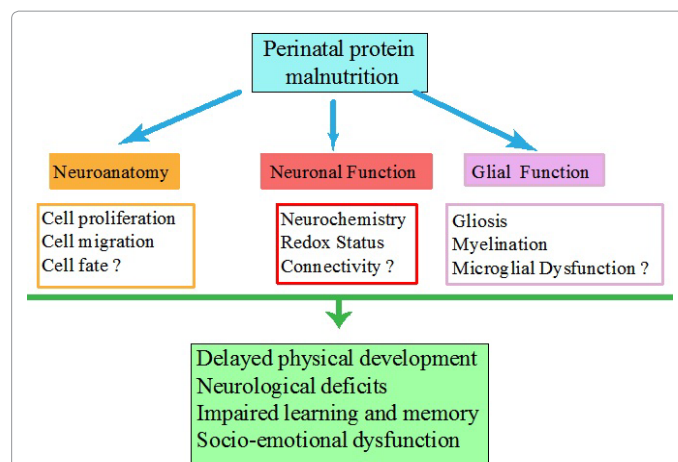 Perinatal protein
malnutrition
Neuroanatomy
Neuronal Function
Glial Function
Cell proliferation
Cell migration
Cell fate ?
Neurochemistry
Redox Status
Connectivity ?
Gliosis
Myelination
Microglial Dysfunction ?
Delayed physical development
Neurological deficits
Impaired learning and memory
Socio-emotional dysfunction